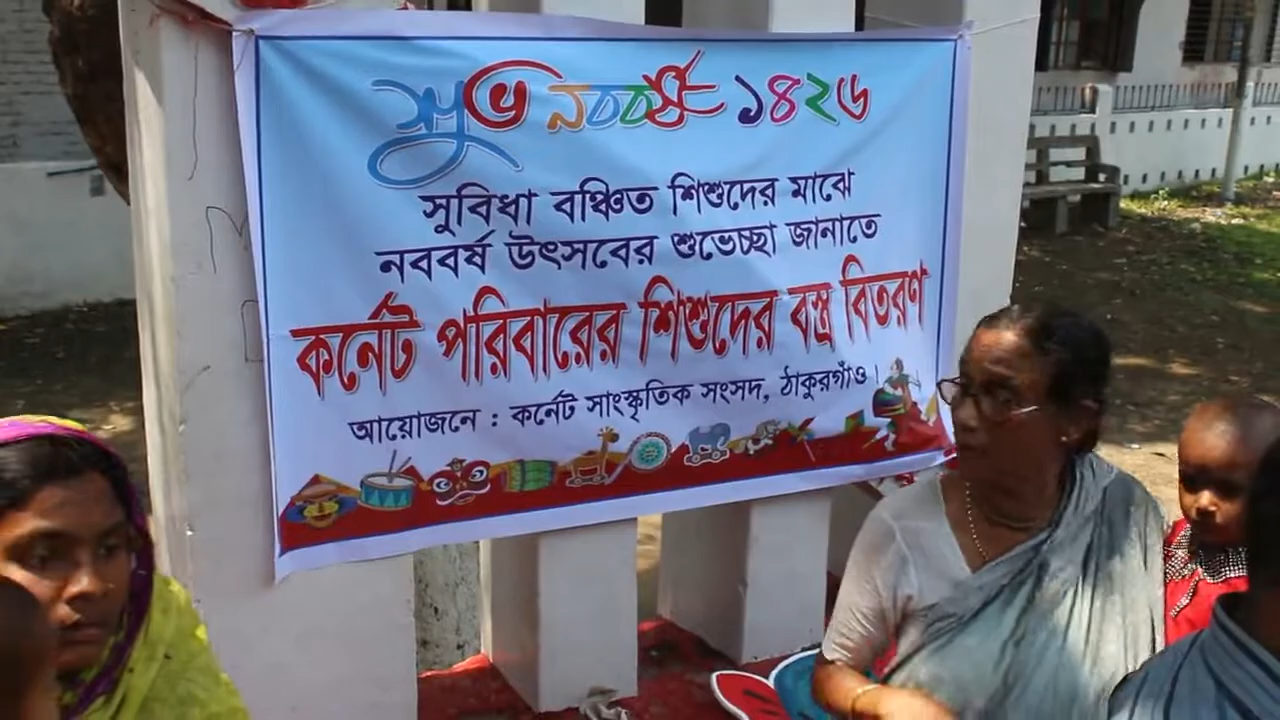 শুভ নববর্ষ ১৪২৬
সুবিধা বঞ্চিত শিশুদের মাঝে
নববর্ষ উৎসবের শুভেচ্ছা জানাতে
কর্নেট পরিবারের শিশুদের বস্ত্র বিতরণ
আয়োজনে : কর্নেট সাংস্কৃতিক সংসদ, ঠাকুরগাঁও।